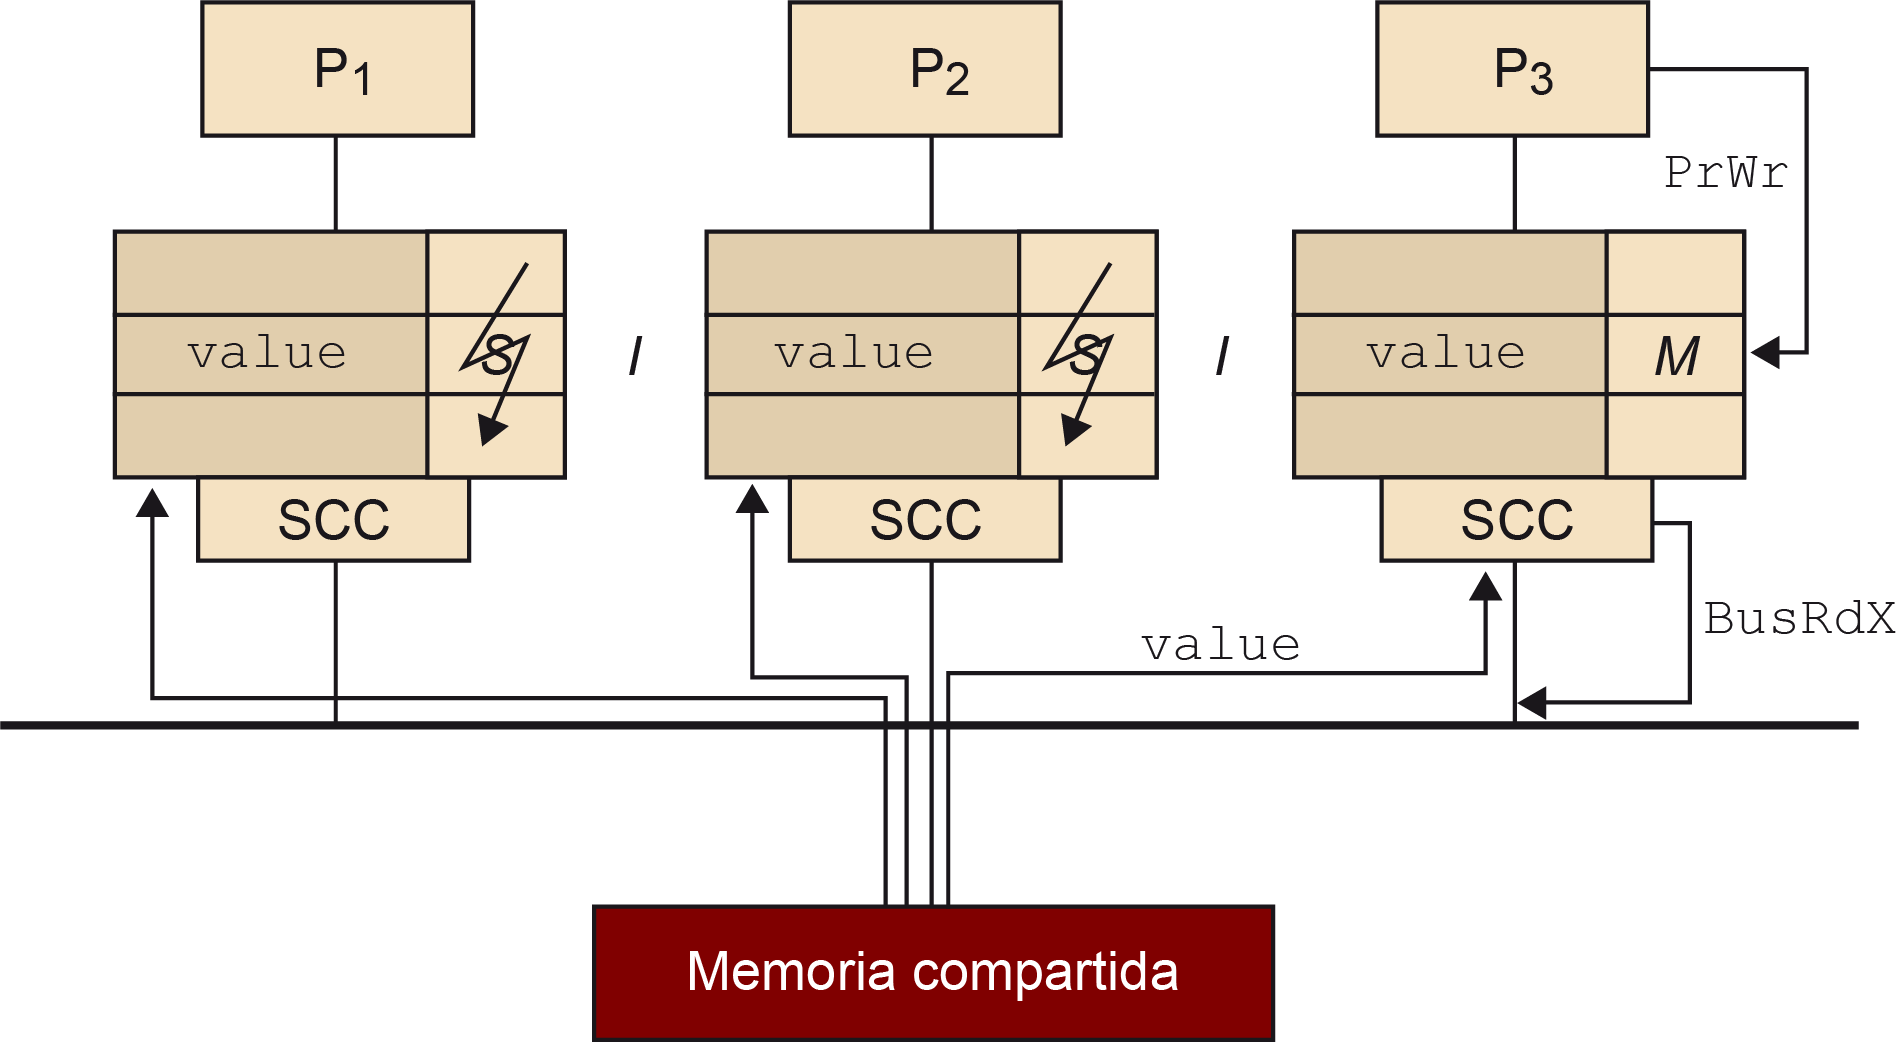 P1
P2
P3
PrWr
value
S
I
value
S
I
value
M
SCC
SCC
SCC
BusRdX
value
Memoria compartida